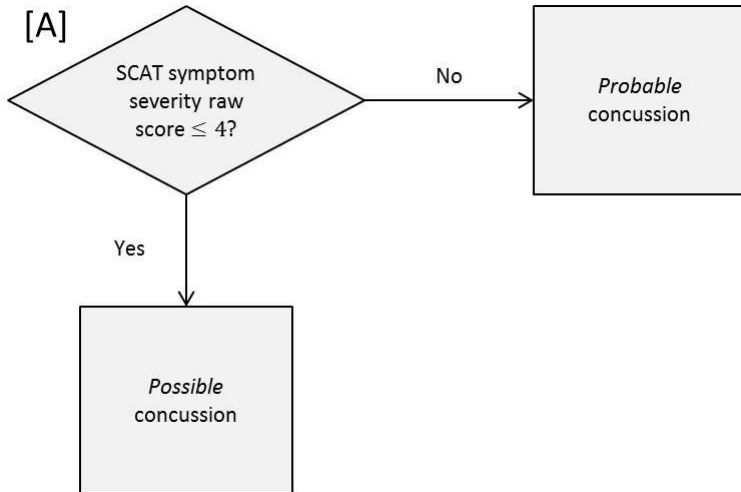 [A]
SCAT symptom
severity raw
score ≤ 4?
No
Probable
concussion
Yes
Possible
concussion